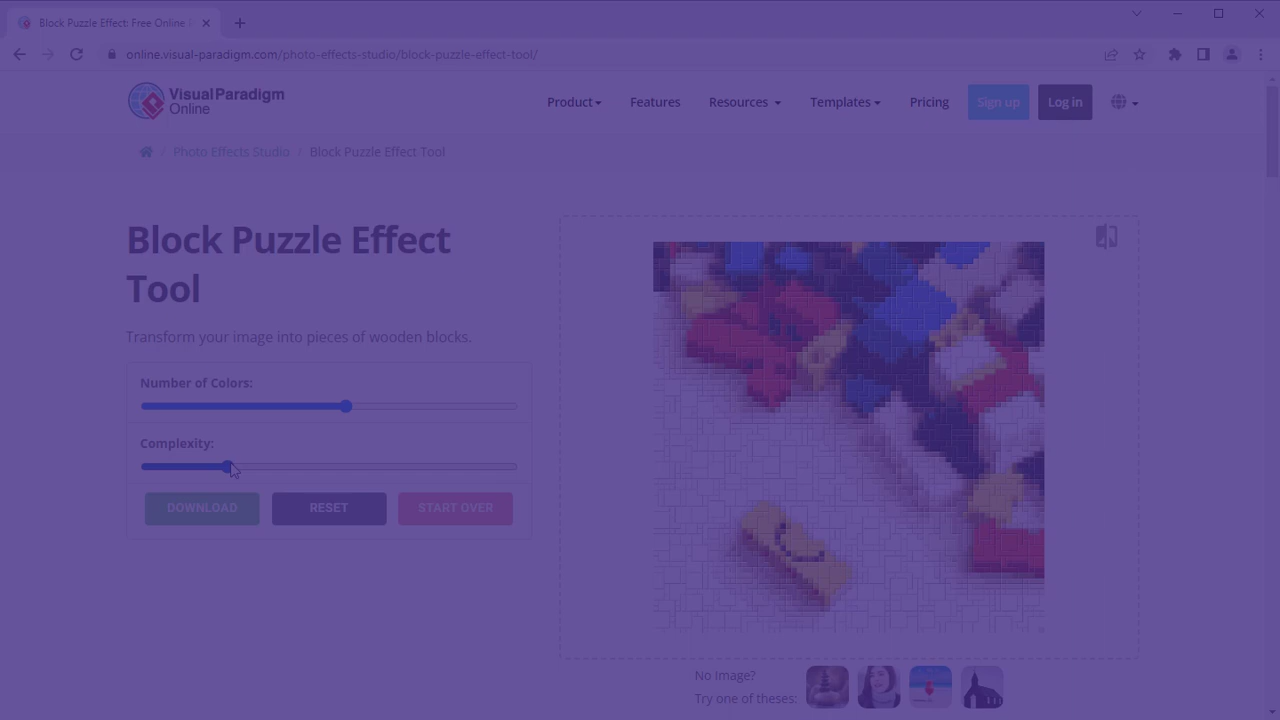 Block Puzzle Effect: Free Online P
online.visual-paradigm.com/photo-effects-studio/block-puzzle-effect-tool/
Visual Paradigm
Online
Product
Features
Resources
Templates
Pricing
Sign up
Log in
/ Photo Effects Studio / Block Puzzle Effect Tool
Block Puzzle Effect
Tool
Transform your image into pieces of wooden blocks.
Number of Colors:
Complexity:
DOWNLOAD
RESET
START OVER
No Image?
Try one of theses: